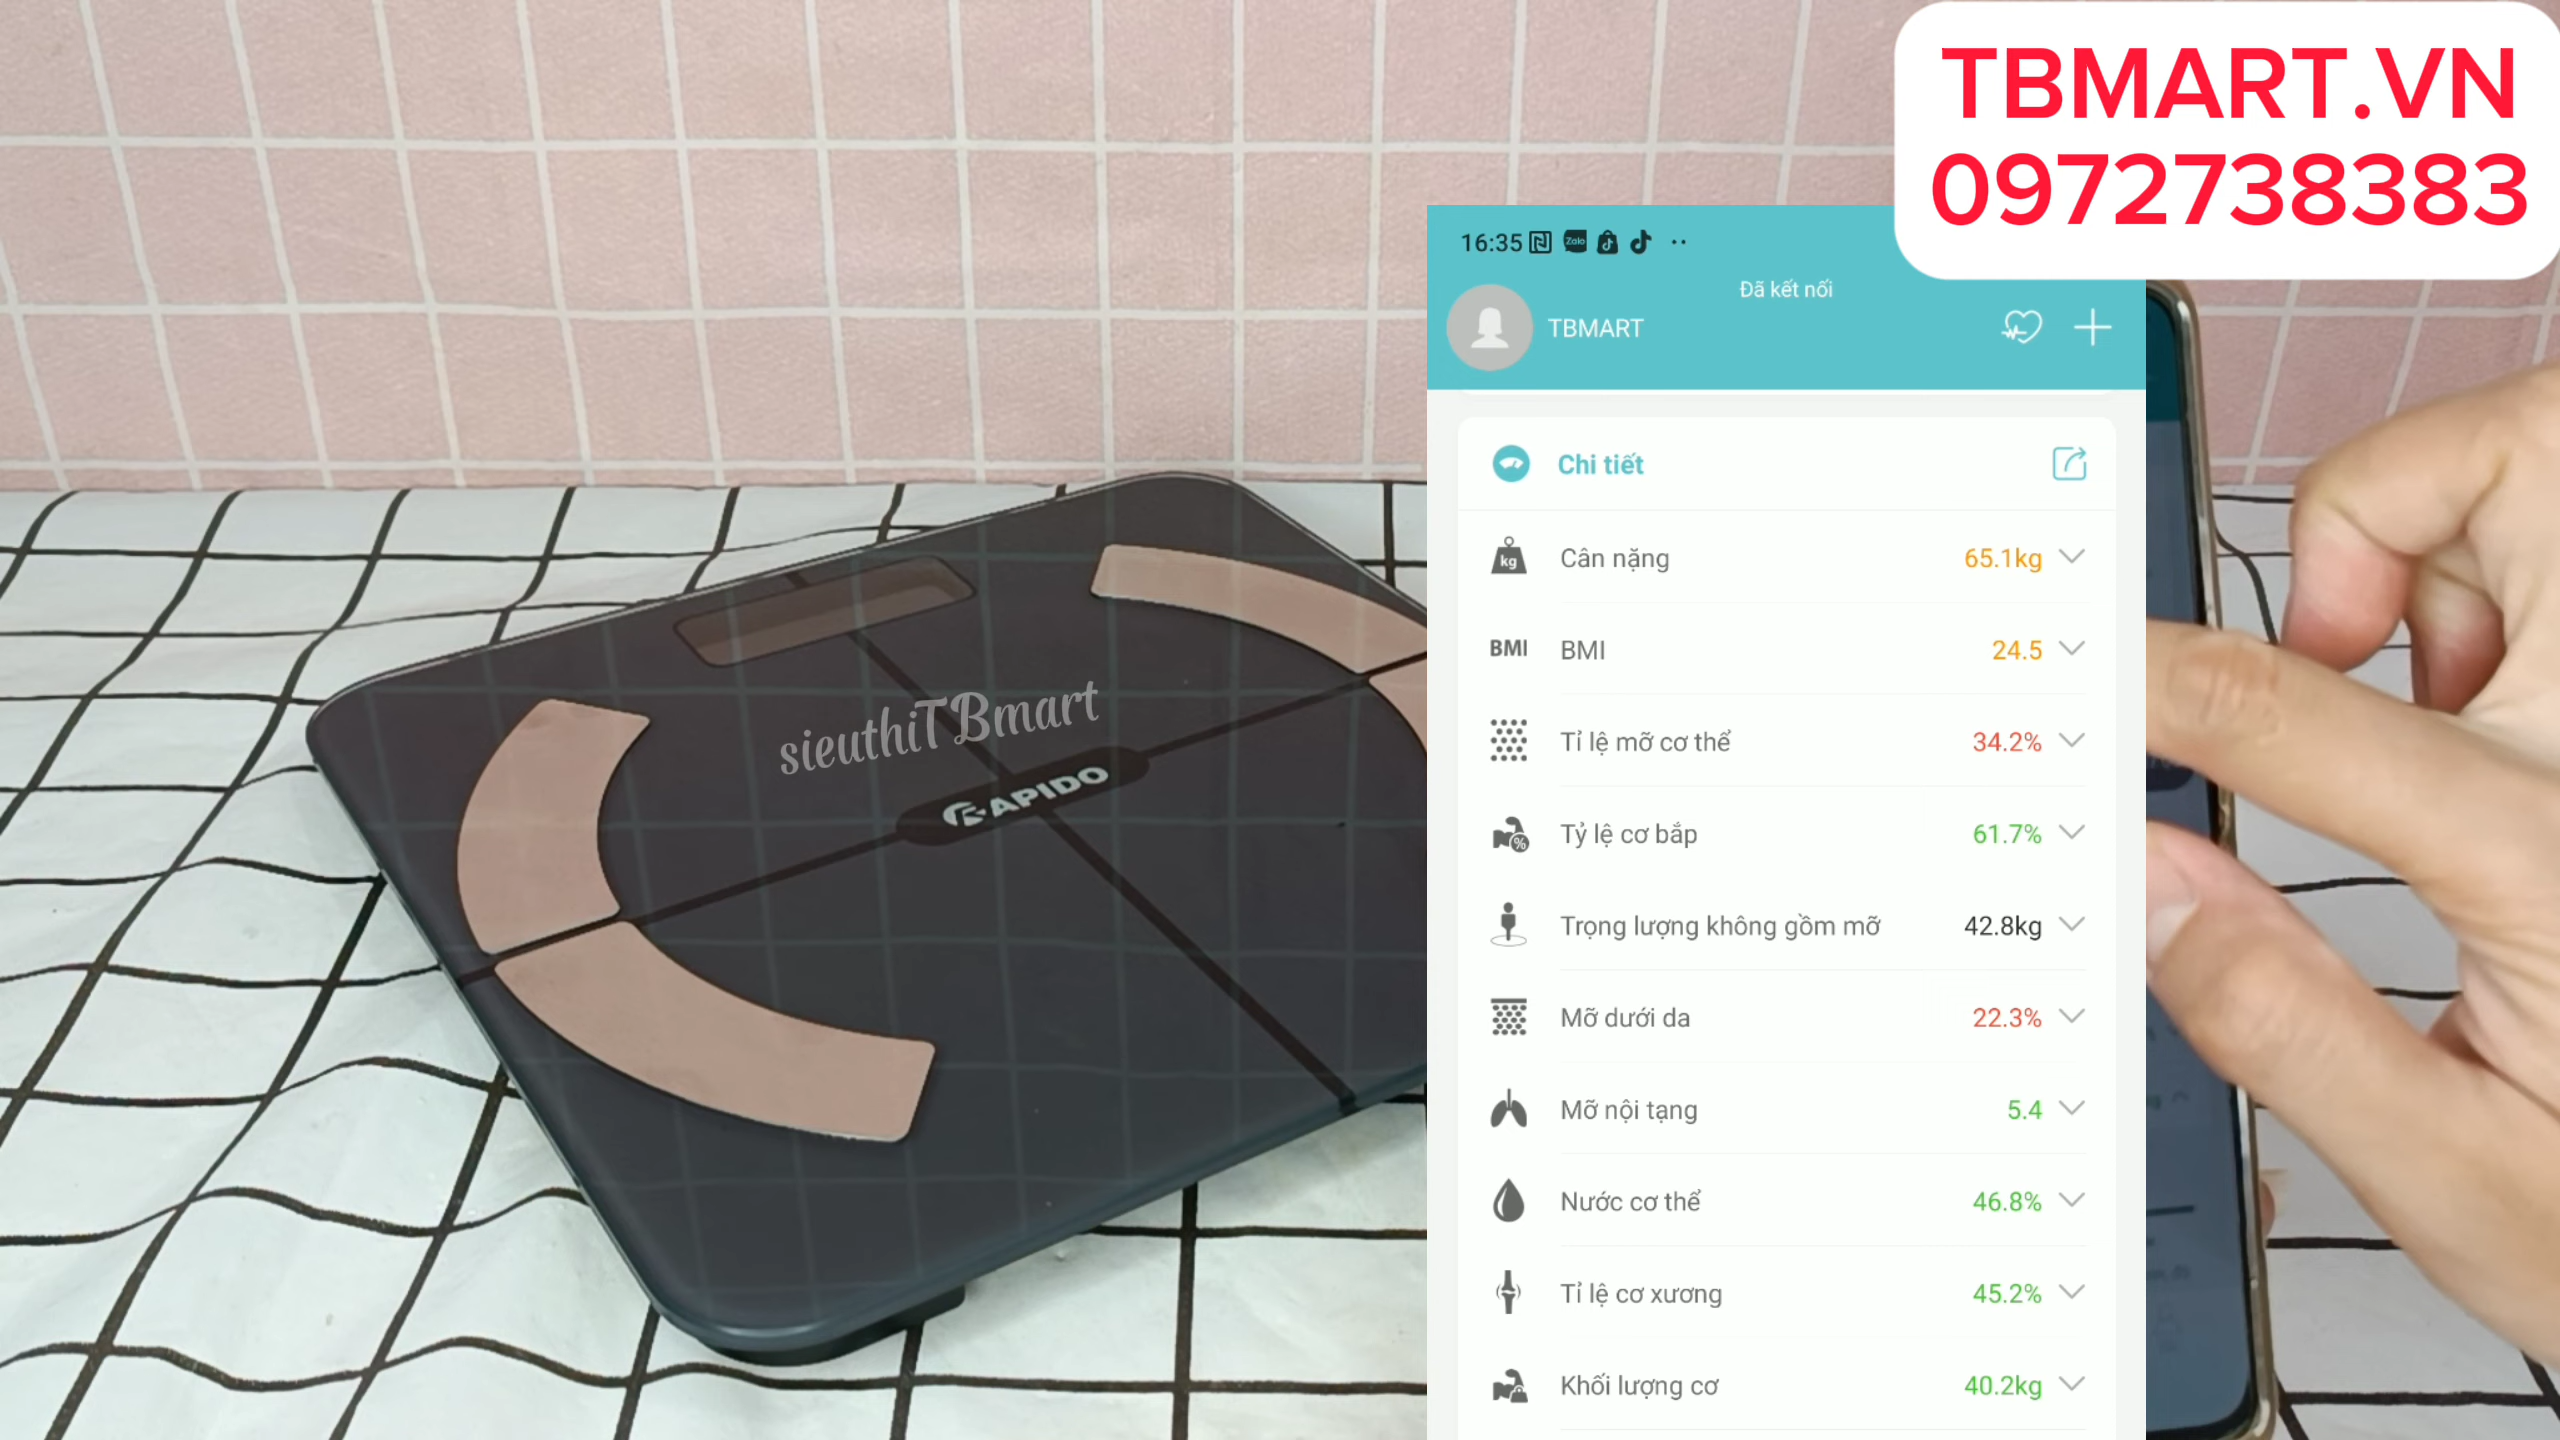 TBMART.VN
0972738383
16:35
Zalo
Đã kết nối
TBMART
Chi tiết
kg
Cân nặng 65.1kg
BMI
BMI 24.5
Tỉ lệ mỡ cơ thể 34.2%
%
Tỷ lệ cơ bắp 61.7%
Trọng lượng không gồm mỡ 42.8kg
Mỡ dưới da 22.3%
Mỡ nội tạng 5.4
Nước cơ thể 46.8%
Tỉ lệ cơ xương 45.2%
Khối lượng cơ 40.2kg
sieuthiTBmart
RAPIDO